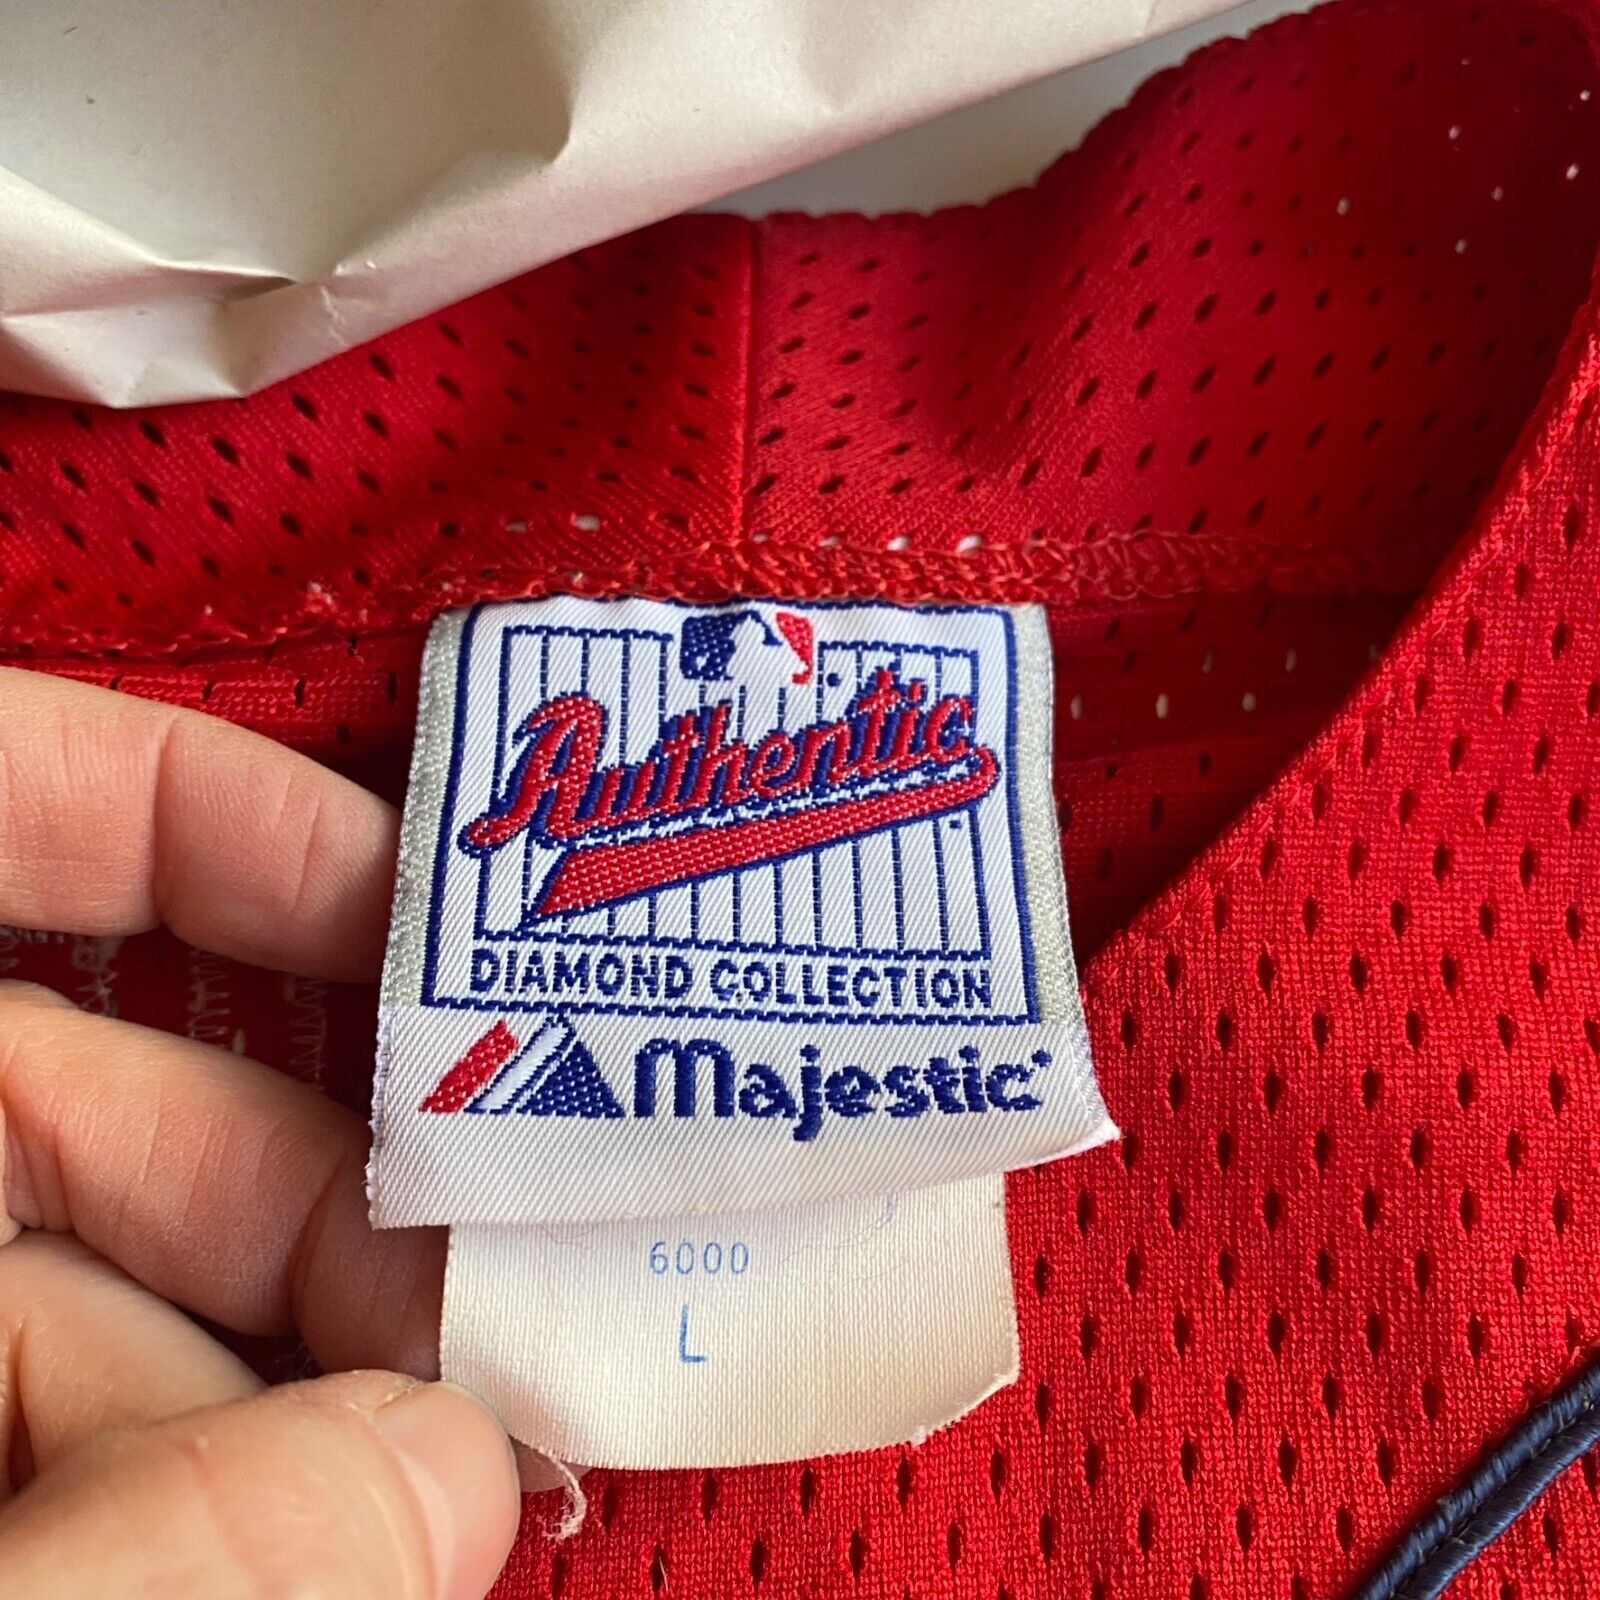 Authentic
DIAMOND COLLECTION
Majestic
6000
L